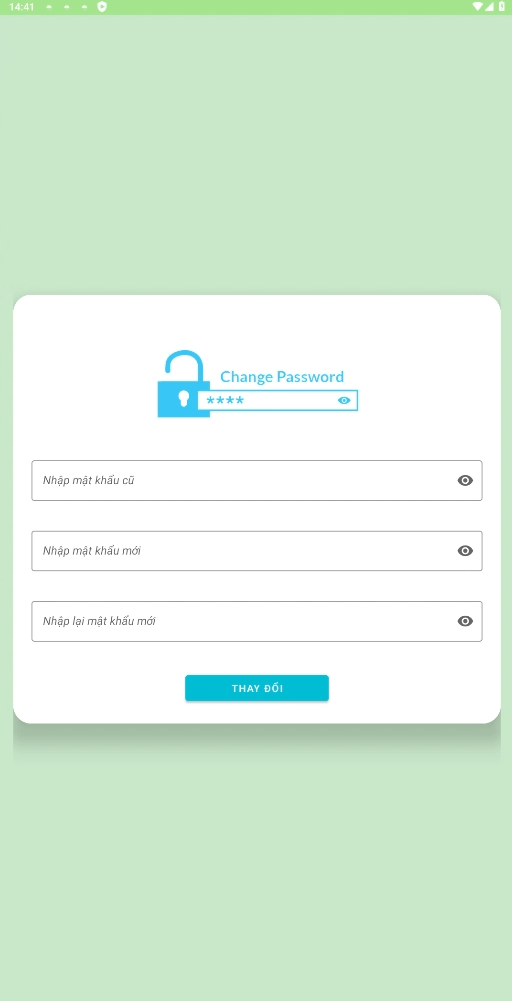 14:41
Change Password
****
Nhập mật khẩu cũ
Nhập mật khẩu mới
Nhập lại mật khẩu mới
THAY ĐỔI